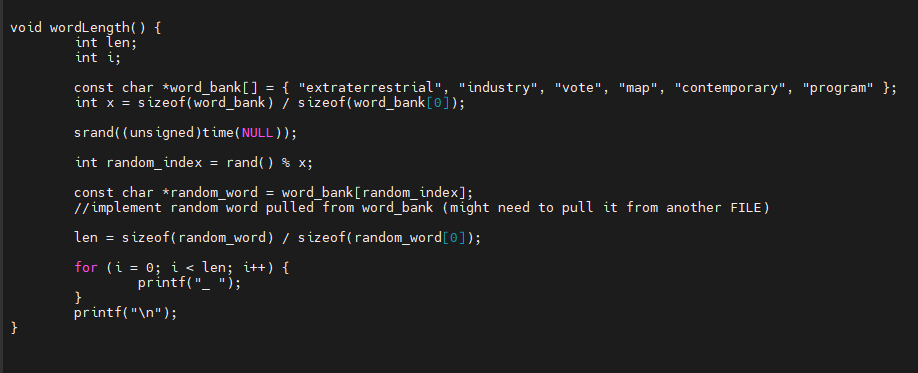 void wordLength() {
        int len;
        int i;

        const char *word_bank[] = { "extraterrestrial", "industry", "vote", "map", "contemporary", "program" };
        int x = sizeof(word_bank) / sizeof(word_bank[0]);

        srand((unsigned)time(NULL));

        int random_index = rand() % x;

        const char *random_word = word_bank[random_index];
        //implement random word pulled from word_bank (might need to pull it from another FILE)

        len = sizeof(random_word) / sizeof(random_word[0]);

        for (i = 0; i < len; i++) {
                printf("_ ");
        }
        printf("\n");
}